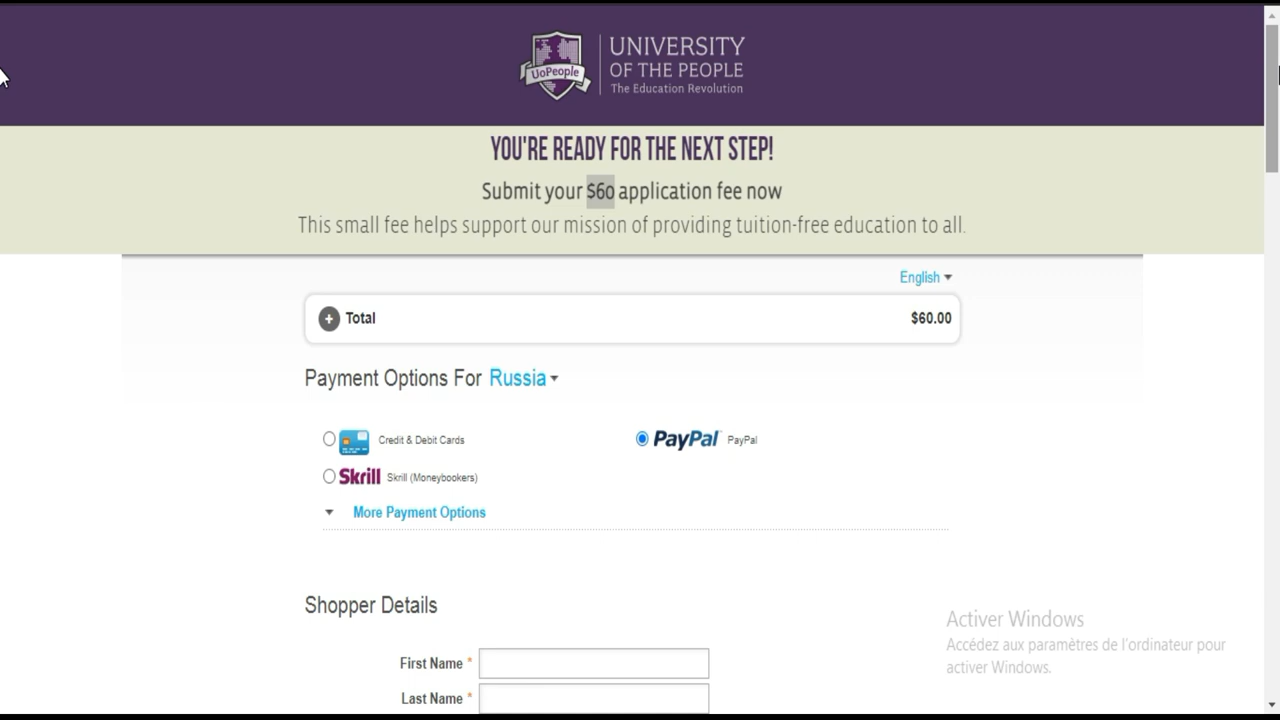 UoPeople
UNIVERSITY
OF THE PEOPLE
The Education Revolution
YOU'RE READY FOR THE NEXT STEP!
Submit your $60 application fee now
This small fee helps support our mission of providing tuition-free education to all.
English
+ Total $60.00
Payment Options For Russia
Credit & Debit Cards
PayPal PayPal
Skrill Skrill (Moneybookers)
More Payment Options
Shopper Details
First Name *
Last Name *
Activer Windows
Accédez aux paramètres de l'ordinateur pour
activer Windows.